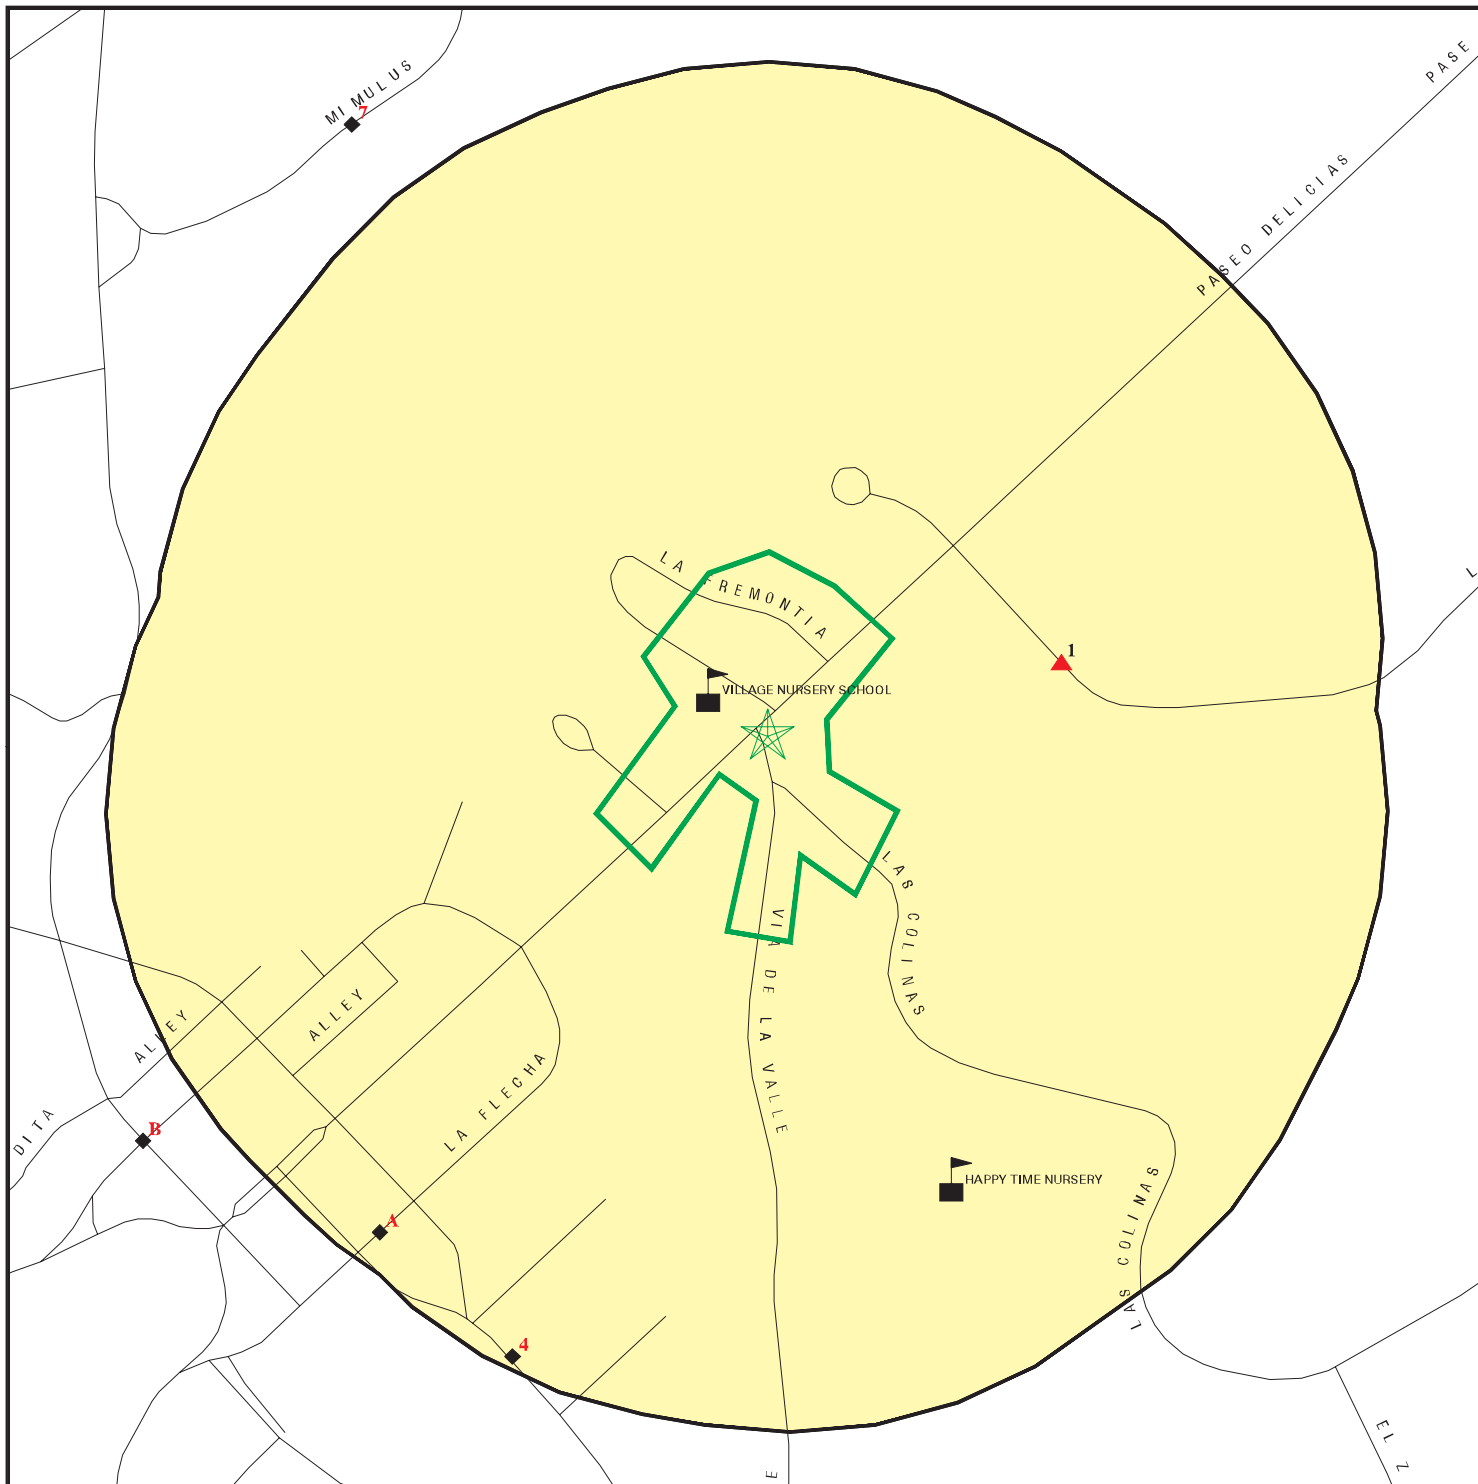 MIMULUS
7
PASE
PASEO DELICIAS
L
LA FREMONTIA
1
VILLAGE NURSERY SCHOOL
LAS COLINAS
VIA DE LA VALLE
ALLEY
ALLEY
LA FLECHA
DITA
B
A
HAPPY TIME NURSERY
LAS COLINAS
4
EL Z
E